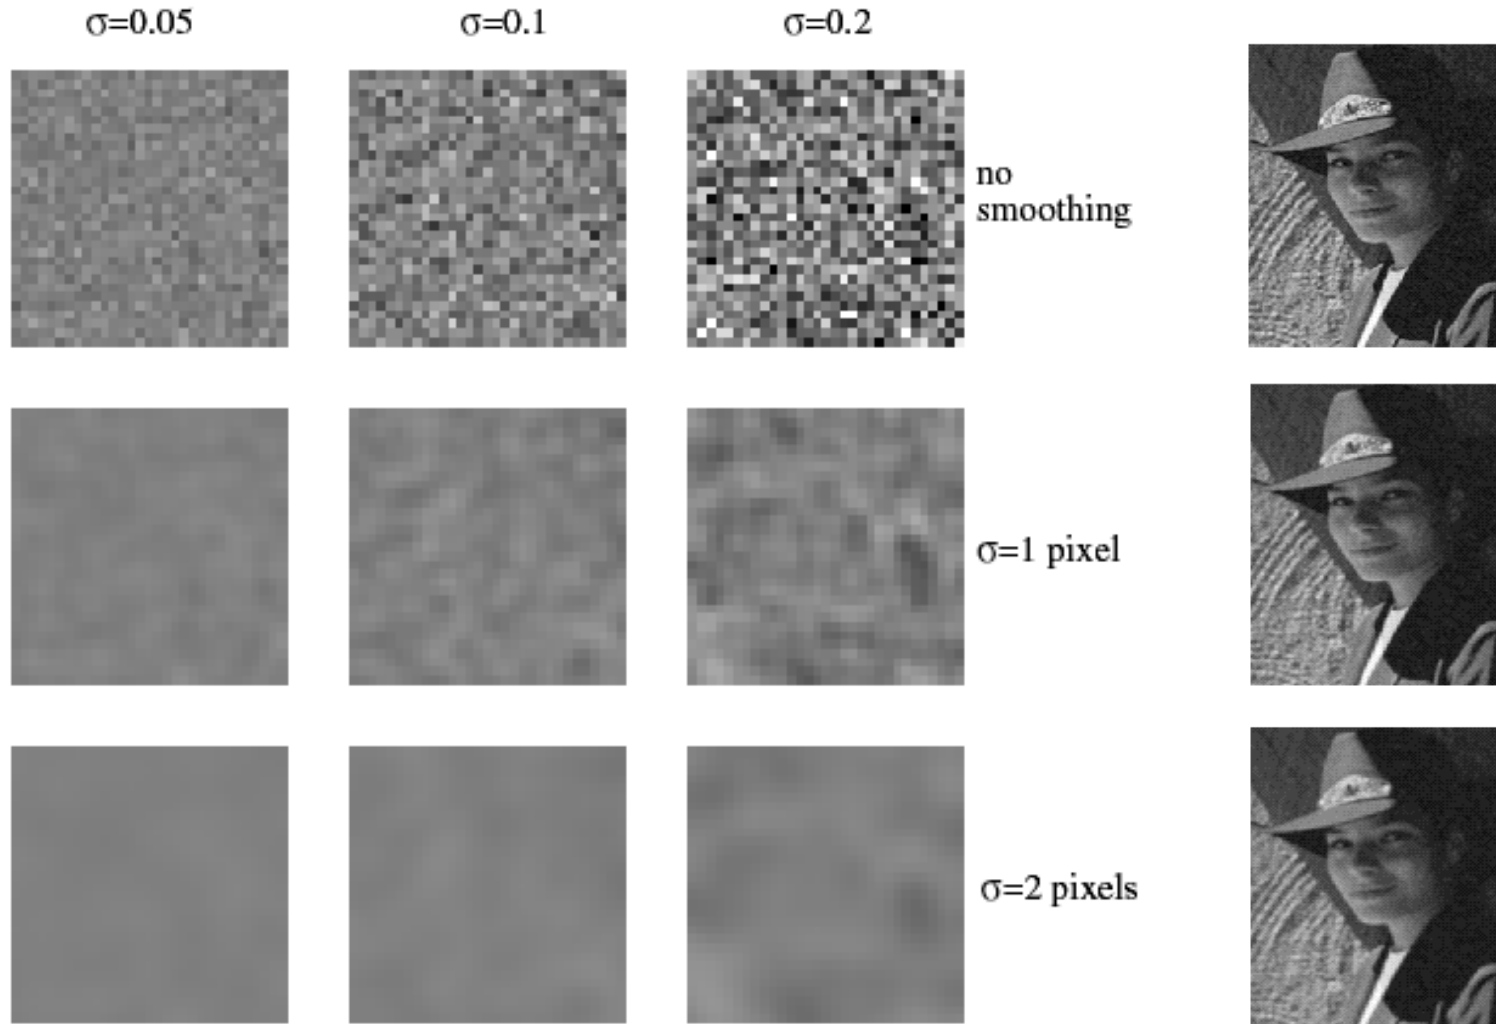 σ=0.05
σ=0.1
σ=0.2
no
smoothing
σ=1 pixel
σ=2 pixels